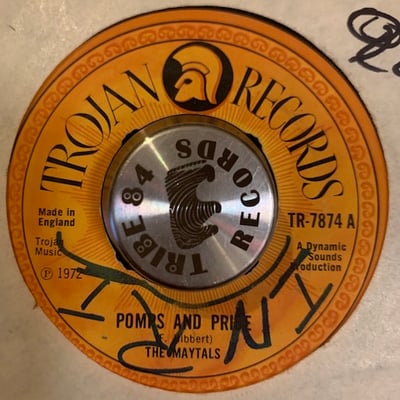 TROJAN RECORDS
TRIBE 84 RECORDS
Made in
England
Trojan
Music
℗ 1972
TR-7874 A
A Dynamic
Sounds
Production
POMPS AND PRIDE
F. Hibbert)
THE MAYTALS